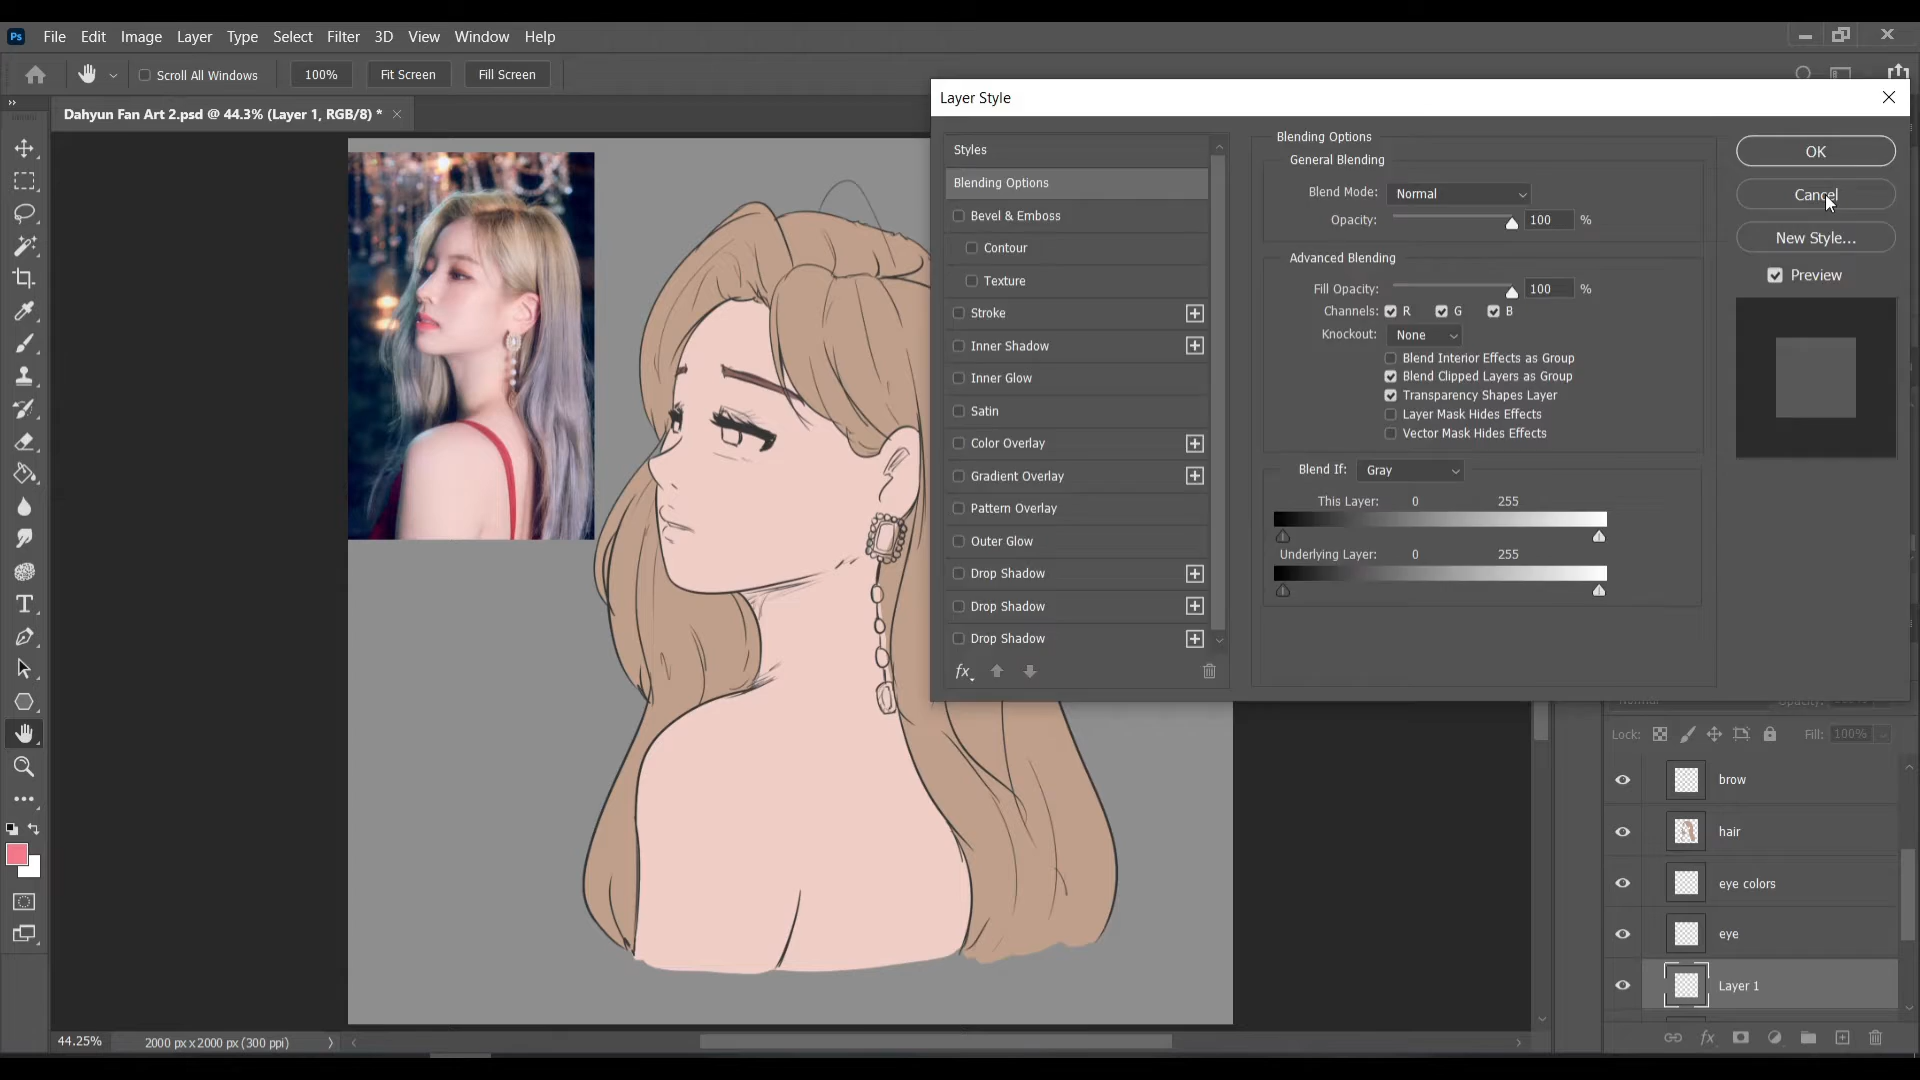 Ps File Edit Image Layer Type Select Filter 3D View Window Help
Scroll All Windows 100% Fit Screen Fill Screen
Dahyun Fan Art 2.psd @ 44.3% (Layer 1, RGB/8) *
Layer Style
Styles
Blending Options
Bevel & Emboss
Contour
Texture
Stroke
Inner Shadow
Inner Glow
Satin
Color Overlay
Gradient Overlay
Pattern Overlay
Outer Glow
Drop Shadow
Drop Shadow
Drop Shadow
fx
Blending Options
General Blending
Blend Mode: Normal
Opacity: 100 %
Advanced Blending
Fill Opacity: 100 %
Channels: R G B
Knockout: None
Blend Interior Effects as Group
Blend Clipped Layers as Group
Transparency Shapes Layer
Layer Mask Hides Effects
Vector Mask Hides Effects
Blend If: Gray
This Layer: 0 255
Underlying Layer: 0 255
OK
Cancel
New Style...
Preview
Lock: Fill: 100%
brow
hair
eye colors
eye
Layer 1
fx
44.25% 2000 px x 2000 px (300 ppi)